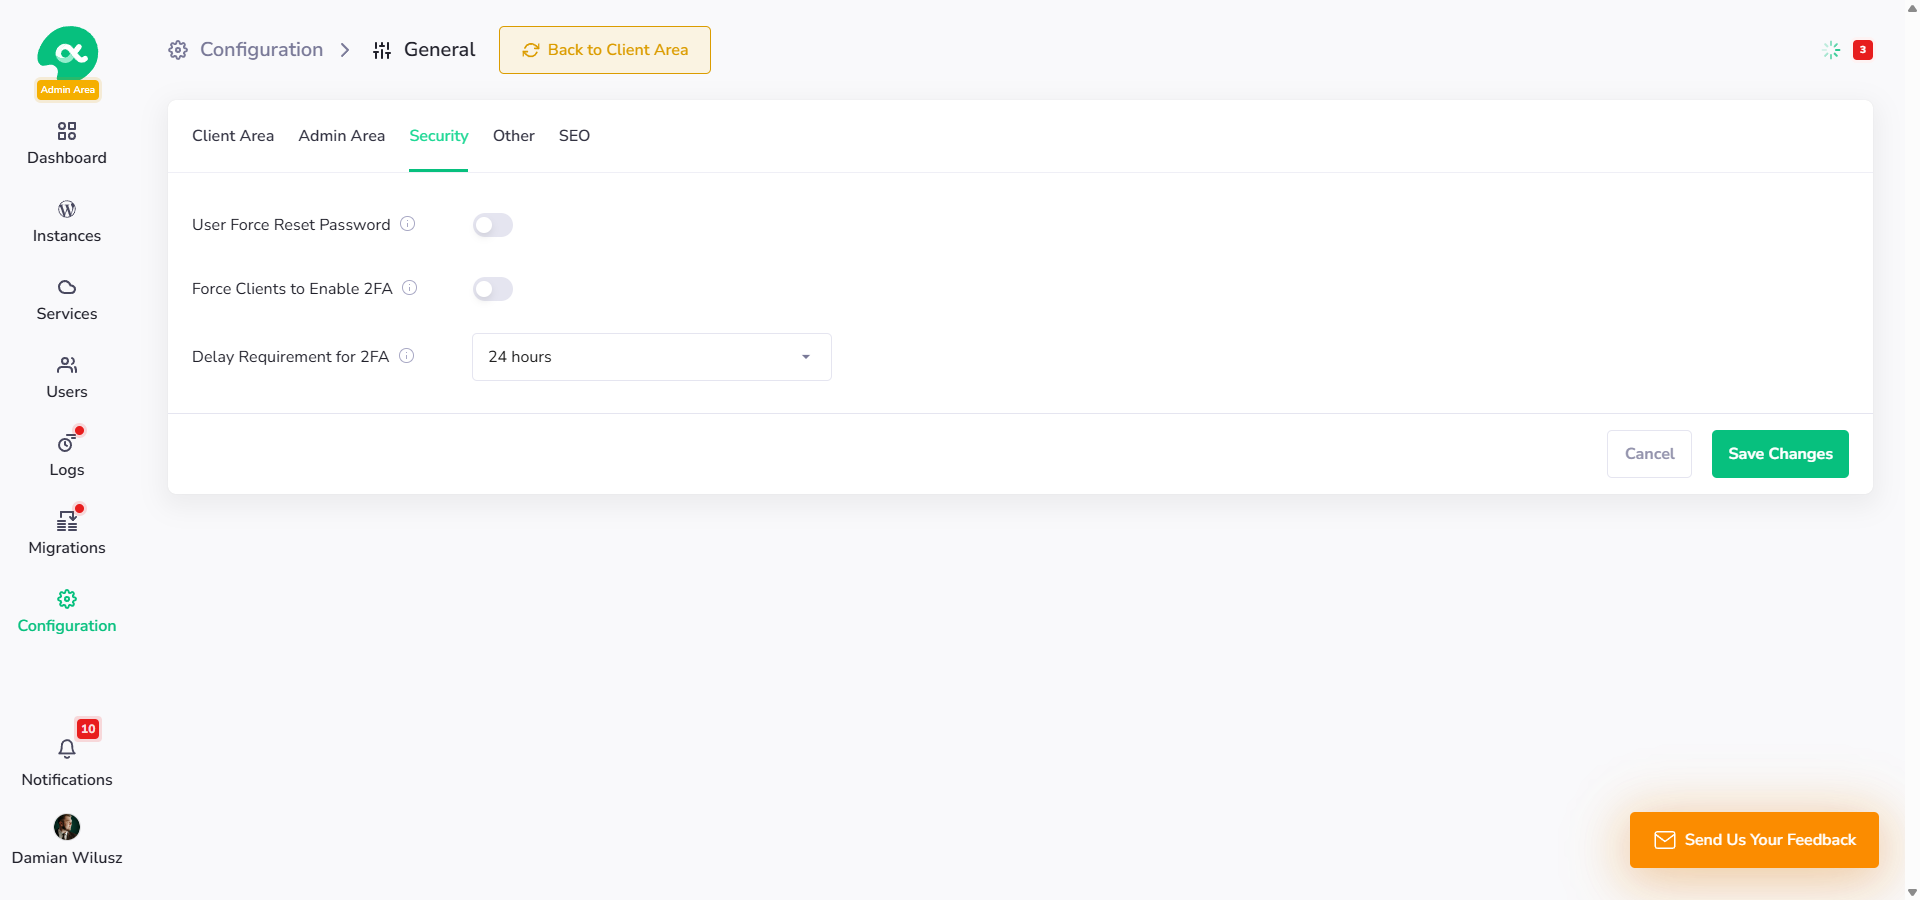 Admin Area
Dashboard
Instances
Services
Users
Logs
Migrations
Configuration
10
Notifications
Damian Wilusz
Configuration
General
Back to Client Area
3
Client Area
Admin Area
Security
Other
SEO
User Force Reset Password
Force Clients to Enable 2FA
Delay Requirement for 2FA
24 hours
Cancel
Save Changes
Send Us Your Feedback